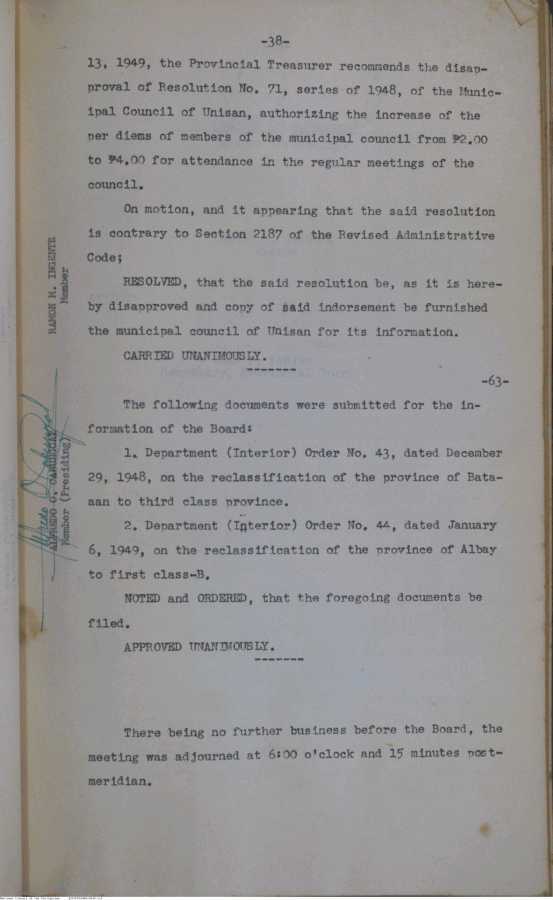 -38-
13, 1949, the Provincial Treasurer recommends the disap-
proval of Resolution No. 71, series of 1948, of the Munic-
ipal Council of Unisan, authorizing the increase of the
per diems of members of the municipal council from ₱2.00
to ₱4.00 for attendance in the regular meetings of the
council.
On motion, and it appearing that the said resolution
is contrary to Section 2187 of the Revised Administrative
Code;
RESOLVED, that the said resolution be, as it is here-
by disapproved and copy of said indorsement be furnished
the municipal council of Unisan for its information.
CARRIED UNANIMOUSLY.
-------
-63-
The following documents were submitted for the in-
formation of the Board:
1. Department (Interior) Order No. 43, dated December
29, 1948, on the reclassification of the province of Bata-
aan to third class province.
2. Department (Interior) Order No. 44, dated January
6, 1949, on the reclassification of the province of Albay
to first class-B.
NOTED and ORDERED, that the foregoing documents be
filed.
APPROVED UNANIMOUSLY.
-------
There being no further business before the Board, the
meeting was adjourned at 6:00 o'clock and 15 minutes post-
meridian.
RAMON M. INGENTE
Member
ALFREDO G.
Member (Presiding)